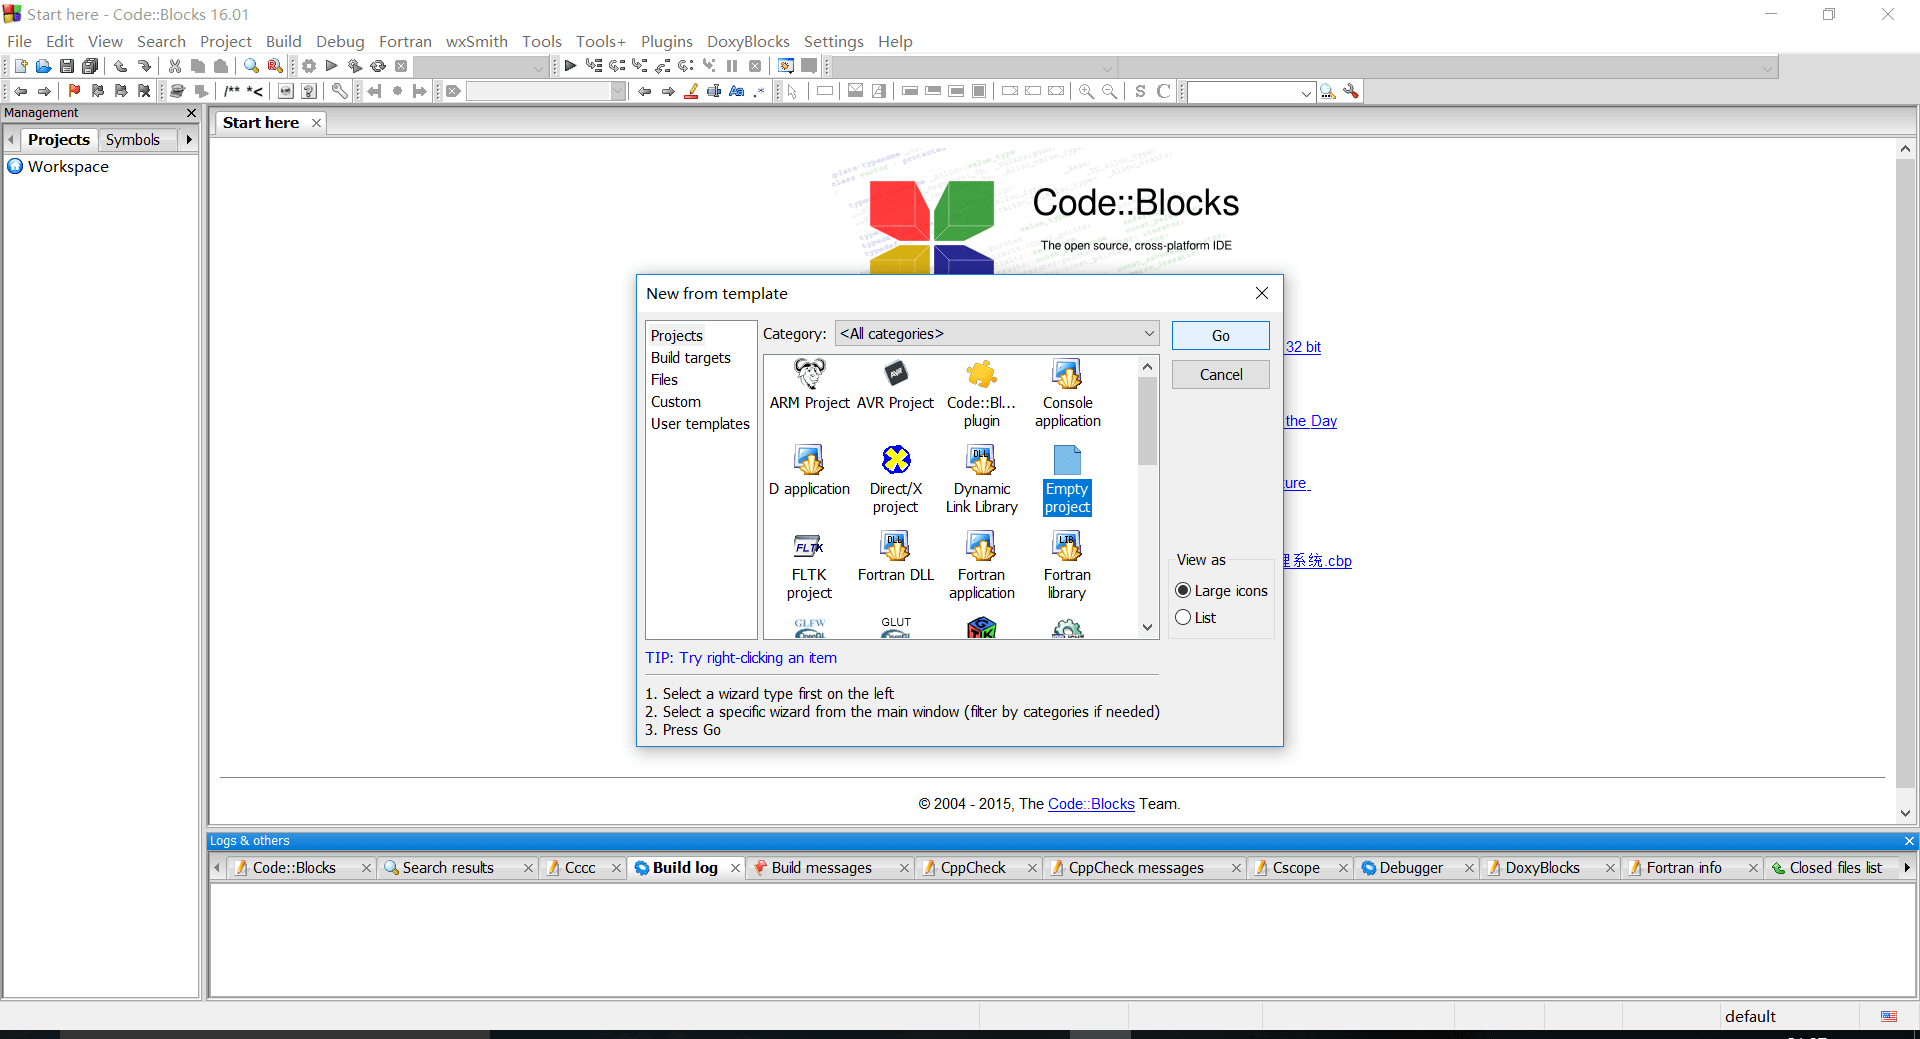 Start here - Code::Blocks 16.01
File Edit View Search Project Build Debug Fortran wxSmith Tools Tools+ Plugins DoxyBlocks Settings Help
/** *<
Aa .*
S C
Management
Projects Symbols
Workspace
Start here
Code::Blocks
The open source, cross-platform IDE
New from template
Projects
Build targets
Files
Custom
User templates
Category: <All categories>
Go
Cancel
ARM Project AVR Project Code::Bl... plugin Console application
D application Direct/X project Dynamic Link Library Empty project
FLTK project Fortran DLL Fortran application Fortran library
GLFW GLUT
View as
Large icons
List
TIP: Try right-clicking an item
1. Select a wizard type first on the left
2. Select a specific wizard from the main window (filter by categories if needed)
3. Press Go
32 bit
the Day
ture
系统.cbp
© 2004 - 2015, The Code::Blocks Team.
Logs & others
Code::Blocks Search results Cccc Build log Build messages CppCheck CppCheck messages Cscope Debugger DoxyBlocks Fortran info Closed files list
default